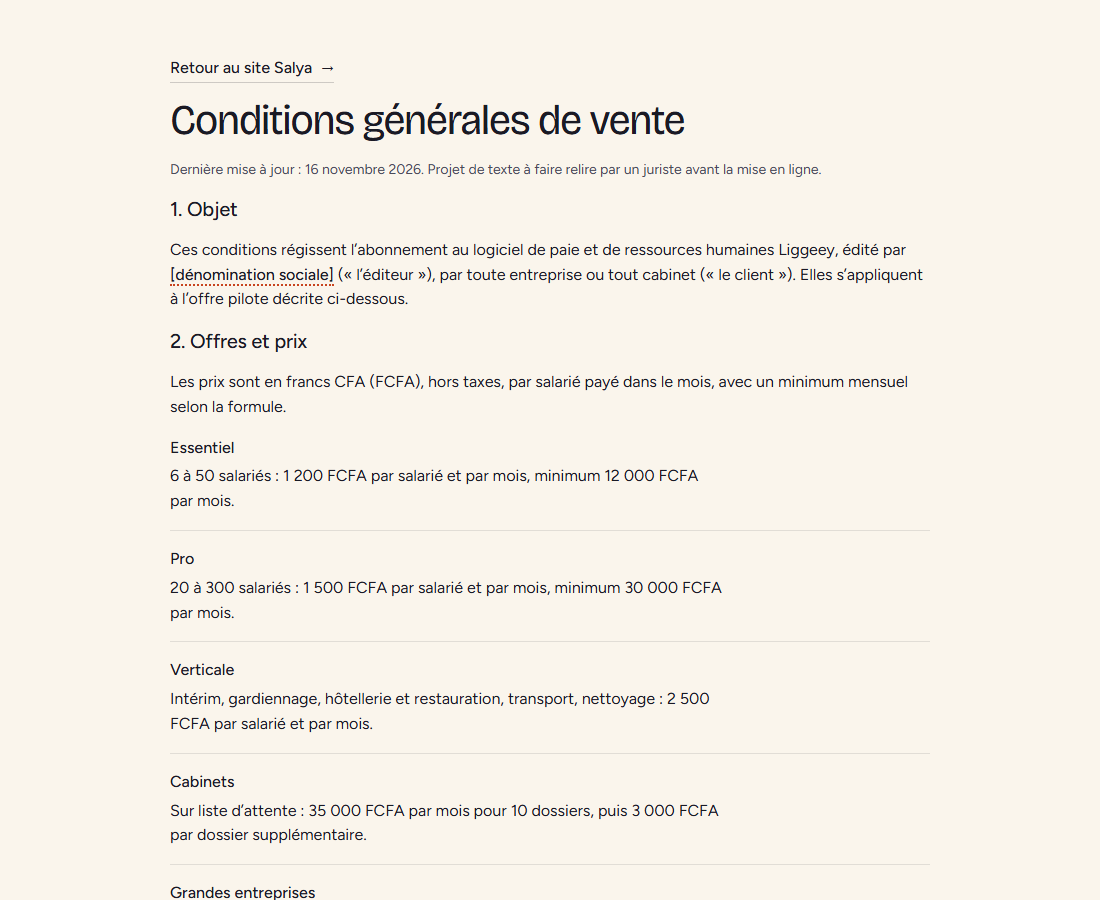 Retour au site Salya →
Conditions générales de vente
Dernière mise à jour : 16 novembre 2026. Projet de texte à faire relire par un juriste avant la mise en ligne.
1. Objet
Ces conditions régissent l’abonnement au logiciel de paie et de ressources humaines Liggeey, édité par
[dénomination sociale] (« l’éditeur »), par toute entreprise ou tout cabinet (« le client »). Elles s’appliquent
à l’offre pilote décrite ci-dessous.
2. Offres et prix
Les prix sont en francs CFA (FCFA), hors taxes, par salarié payé dans le mois, avec un minimum mensuel
selon la formule.
Essentiel
6 à 50 salariés : 1 200 FCFA par salarié et par mois, minimum 12 000 FCFA
par mois.
Pro
20 à 300 salariés : 1 500 FCFA par salarié et par mois, minimum 30 000 FCFA
par mois.
Verticale
Intérim, gardiennage, hôtellerie et restauration, transport, nettoyage : 2 500
FCFA par salarié et par mois.
Cabinets
Sur liste d’attente : 35 000 FCFA par mois pour 10 dossiers, puis 3 000 FCFA
par dossier supplémentaire.
Grandes entreprises